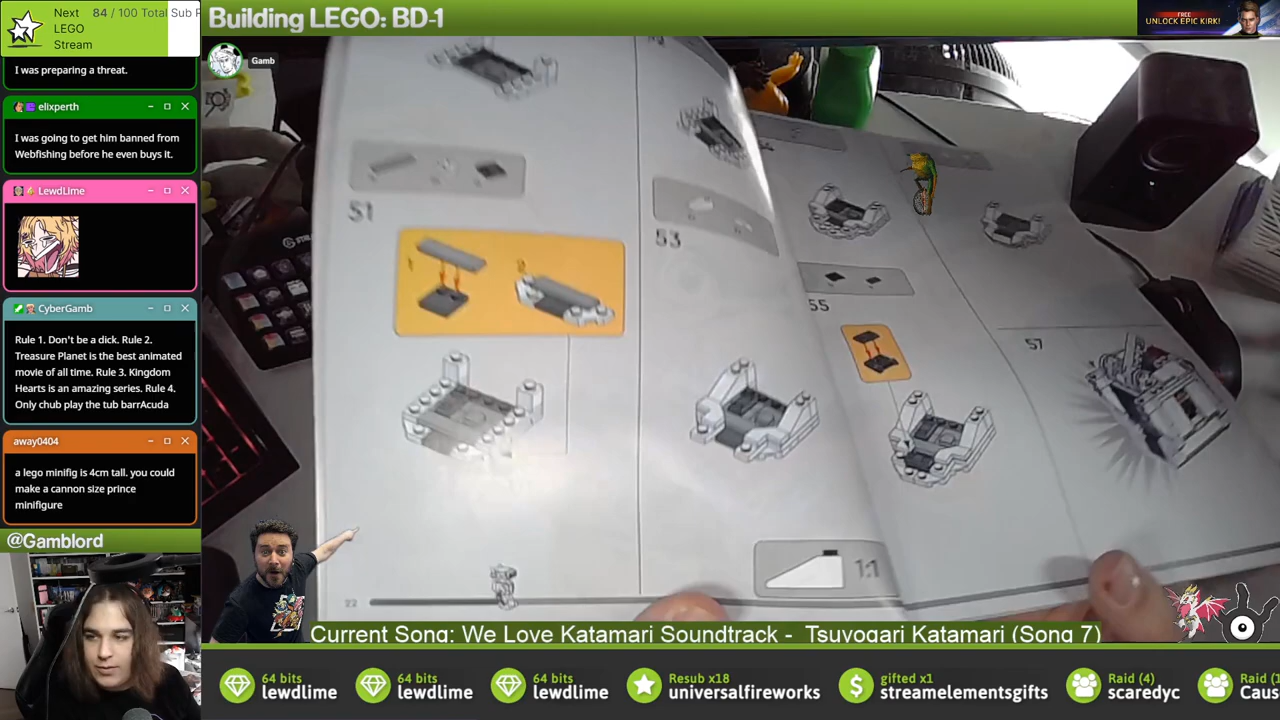 Next
LEGO
Stream
84 / 100 Total Sub
Building LEGO: BD-1
FREE
UNLOCK EPIC KIRK!
I was preparing a threat.
elixperth
I was going to get him banned from
Webfishing before he even buys it.
LewdLIme
CyberGamb
Rule 1. Don't be a dick. Rule 2.
Treasure Planet is the best animated
movie of all time. Rule 3. Kingdom
Hearts is an amazing series. Rule 4.
Only chub play the tub barrAcuda
away0404
a lego minifig is 4cm tall. you could
make a cannon size prince
minifigure
@Gamblord
Gamb
51
1
2
53
55
57
1:1
22
Current Song: We Love Katamari Soundtrack - Tsuyogari Katamari (Song 7)
64 bits
lewdlime
64 bits
lewdlime
64 bits
lewdlime
Resub x18
universalfireworks
gifted x1
streamelementsgifts
Raid (4)
scaredyc
Raid (1
Caus